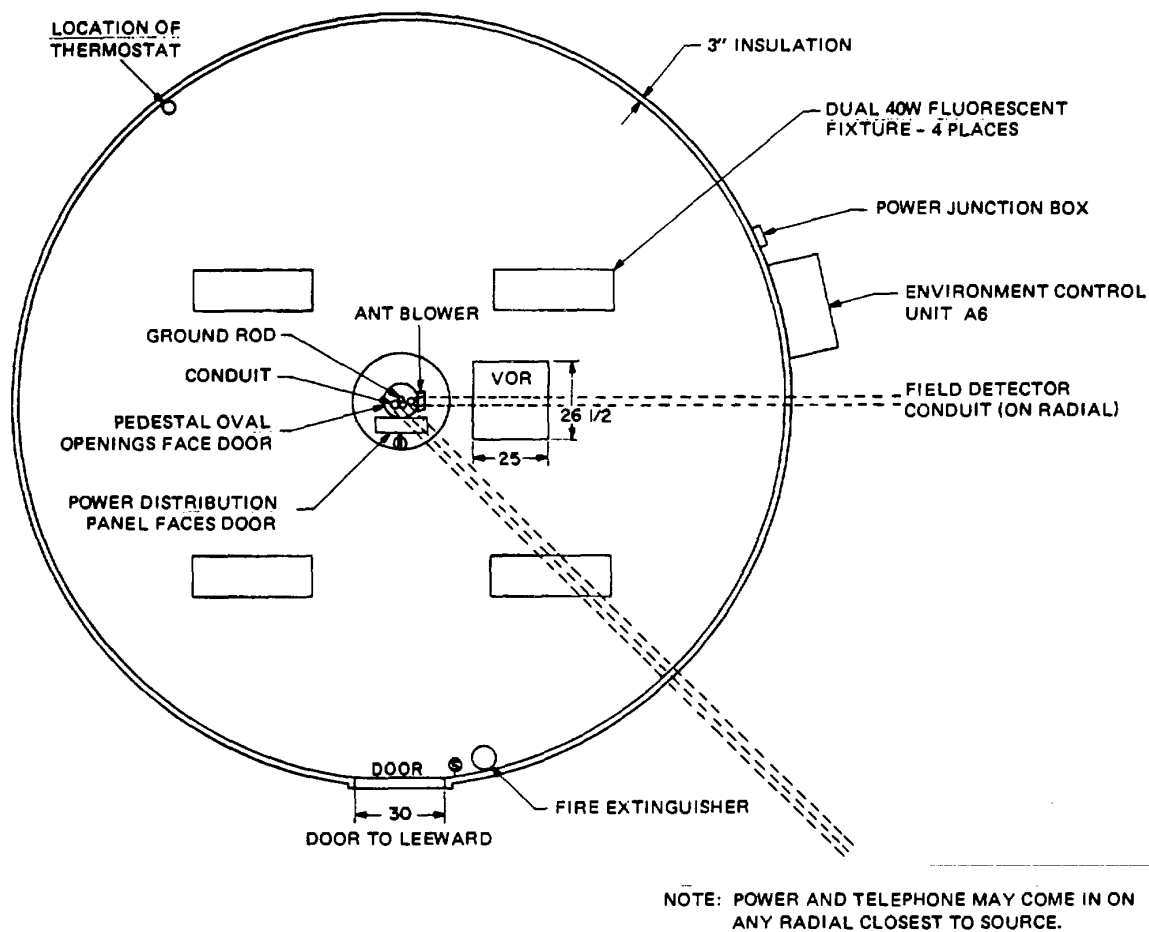 LOCATION OF
THERMOSTAT
3" INSULATION
DUAL 40W FLUORESCENT
FIXTURE - 4 PLACES
POWER JUNCTION BOX
ENVIRONMENT CONTROL
UNIT A6
ANT BLOWER
GROUND ROD
CONDUIT
PEDESTAL OVAL
OPENINGS FACE DOOR
POWER DISTRIBUTION
PANEL FACES DOOR
VOR
26 1/2
25
FIELD DETECTOR
CONDUIT (ON RADIAL)
DOOR
S
30
DOOR TO LEEWARD
FIRE EXTINGUISHER
NOTE: POWER AND TELEPHONE MAY COME IN ON
ANY RADIAL CLOSEST TO SOURCE.